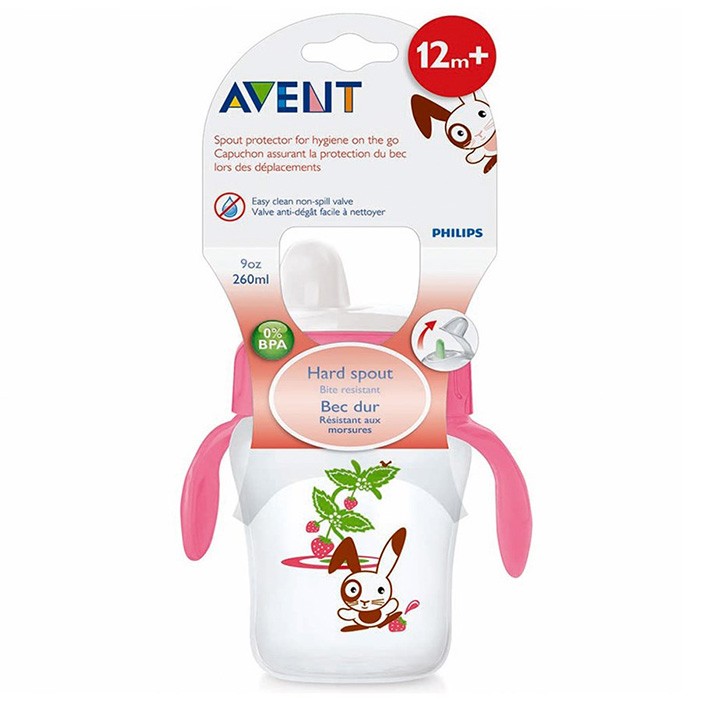 12m+
AVENT
Spout protector for hygiene on the go
Capuchon assurant la protection du bec
lors des déplacements
Easy clean non-spill valve
Valve anti-dégât facile à nettoyer
PHILIPS
9oz
260ml
0%
BPA
Hard spout
Bite resistant
Bec dur
Résistant aux
morsures